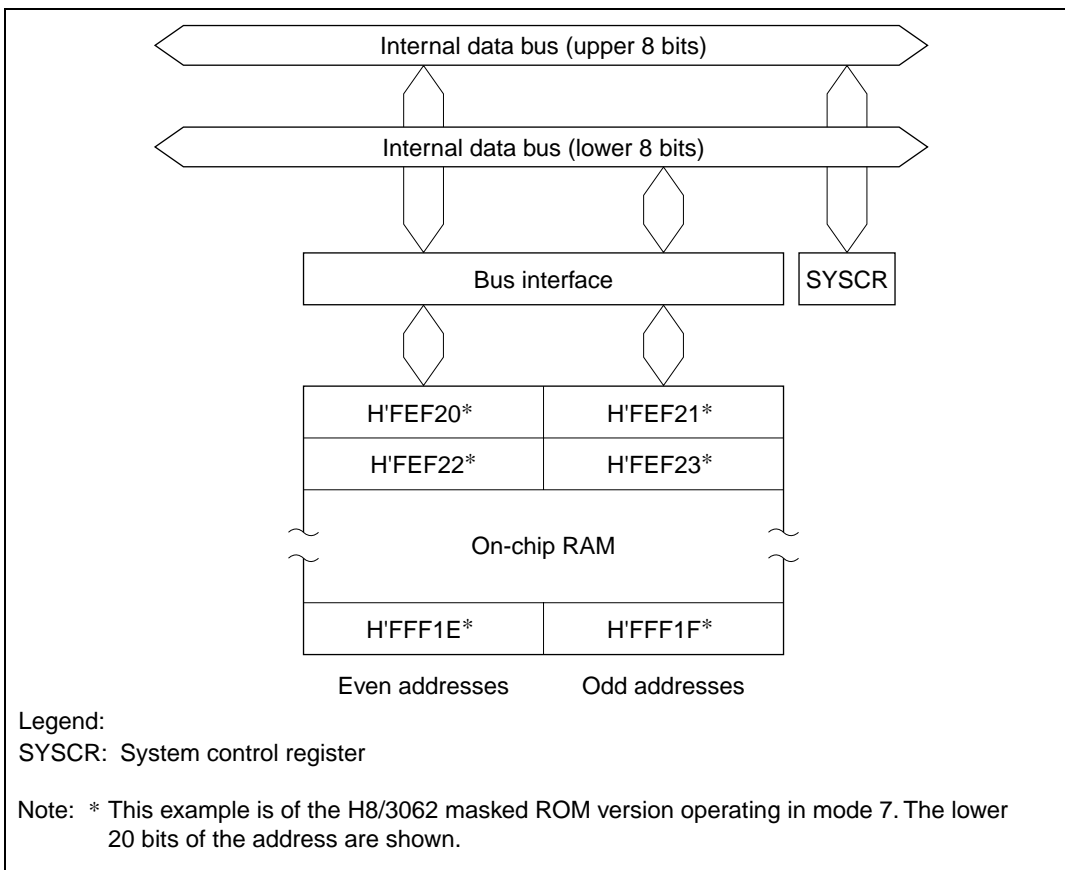 Internal data bus (upper 8 bits)
Internal data bus (lower 8 bits)
Bus interface
SYSCR
H'FEF20*
H'FEF21*
H'FEF22*
H'FEF23*
On-chip RAM
H'FFF1E*
H'FFF1F*
Even addresses
Odd addresses
Legend:
SYSCR: System control register
Note: * This example is of the H8/3062 masked ROM version operating in mode 7. The lower
20 bits of the address are shown.